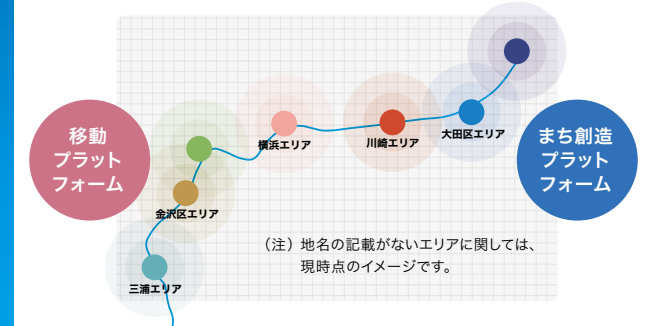 移動
プラット
フォーム
横浜エリア
川崎エリア
大田区エリア
まち創造
プラット
フォーム
金沢区エリア
三浦エリア
（注）地名の記載がないエリアに関しては、
現時点のイメージです。